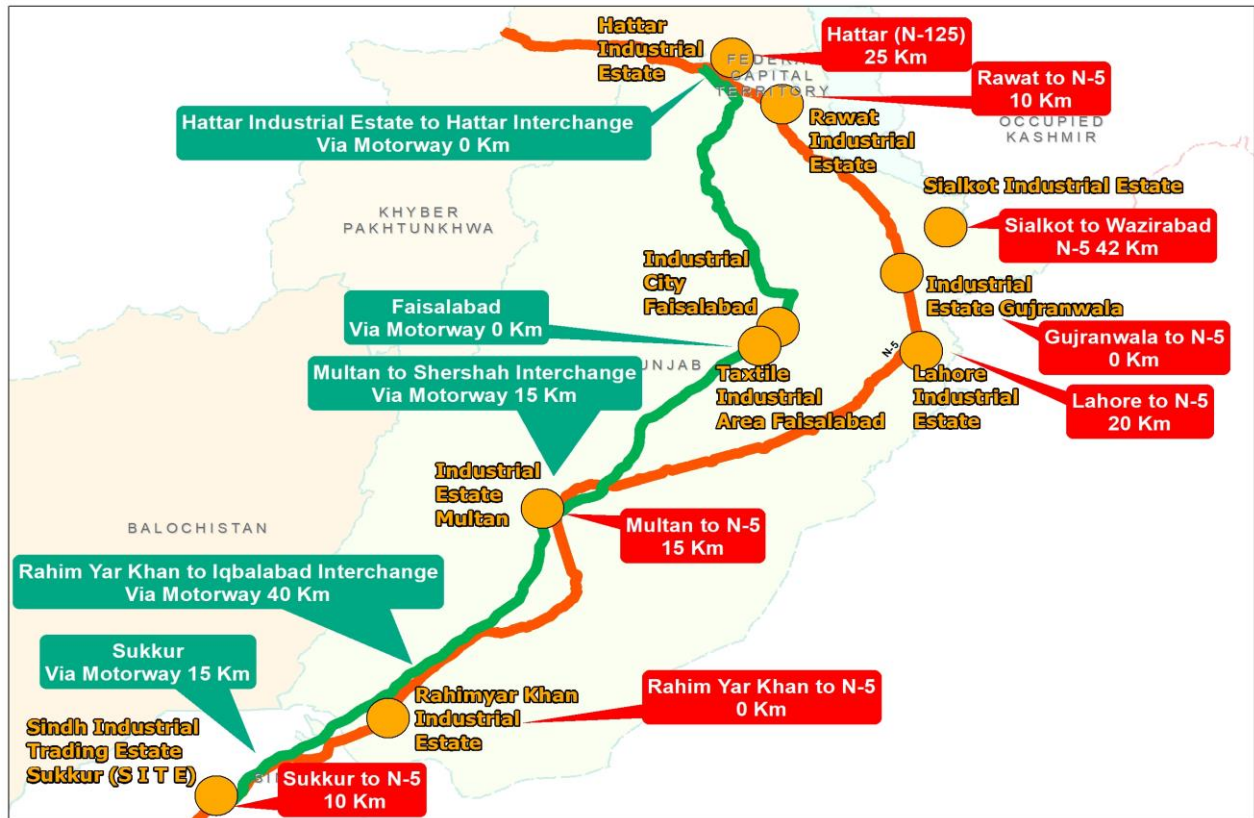 Hattar
Industrial
Estate
Hattar (N-125)
25 Km
FEDERA
CAPITAL
TERRITORY
Rawat to N-5
10 Km
Hattar Industrial Estate to Hattar Interchange
Via Motorway 0 Km
Rawat
Industrial
Estate
OCCUPIED
KASHMIR
Sialkot Industrial Estate
KHYBER
PAKHTUNKHWA
Sialkot to Wazirabad
N-5 42 Km
Industrial
City
Faisalabad
Industrial
Estate Gujranwala
Faisalabad
Via Motorway 0 Km
Gujranwala to N-5
0 Km
N-5
UNJAB
Multan to Shershah Interchange
Via Motorway 15 Km
Taxtile
Industrial
Area Faisalabad
Lahore
Industrial
Estate
Lahore to N-5
20 Km
Industrial
Estate
Multan
BALOCHISTAN
Multan to N-5
15 Km
Rahim Yar Khan to Iqbalabad Interchange
Via Motorway 40 Km
Sukkur
Via Motorway 15 Km
Rahimyar Khan
Industrial
Estate
Rahim Yar Khan to N-5
0 Km
Sindh Industrial
Trading Estate
Sukkur (S I T E)
Sukkur to N-5
10 Km